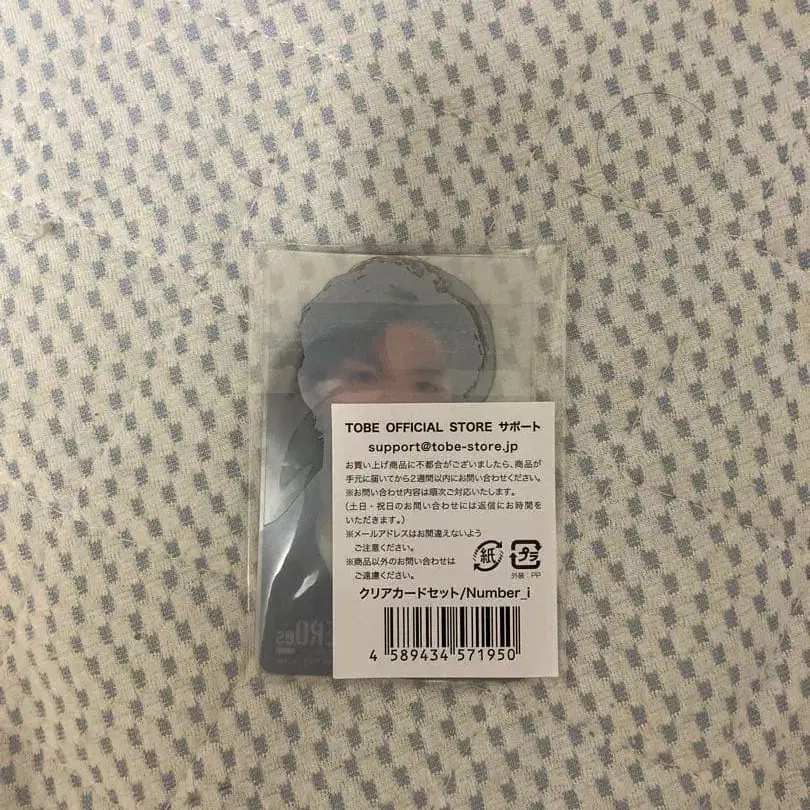 TOBE OFFICIAL STORE サポート
support@tobe-store.jp
お買い上げ商品に不都合がございましたら、商品が
手元に届いてから2週間以内にお問い合わせください。
※お問い合わせ内容は順次ご対応いたします。
(土日・祝日のお問い合わせには返信にお時間を
いただきます。)
※メールアドレスはお間違えないよう
ご注意ください。
※商品以外のお問い合わせは
ご遠慮ください。
紙
プラ
外装:PP
クリアカードセット/Number_i
4 589434 571950
EROes